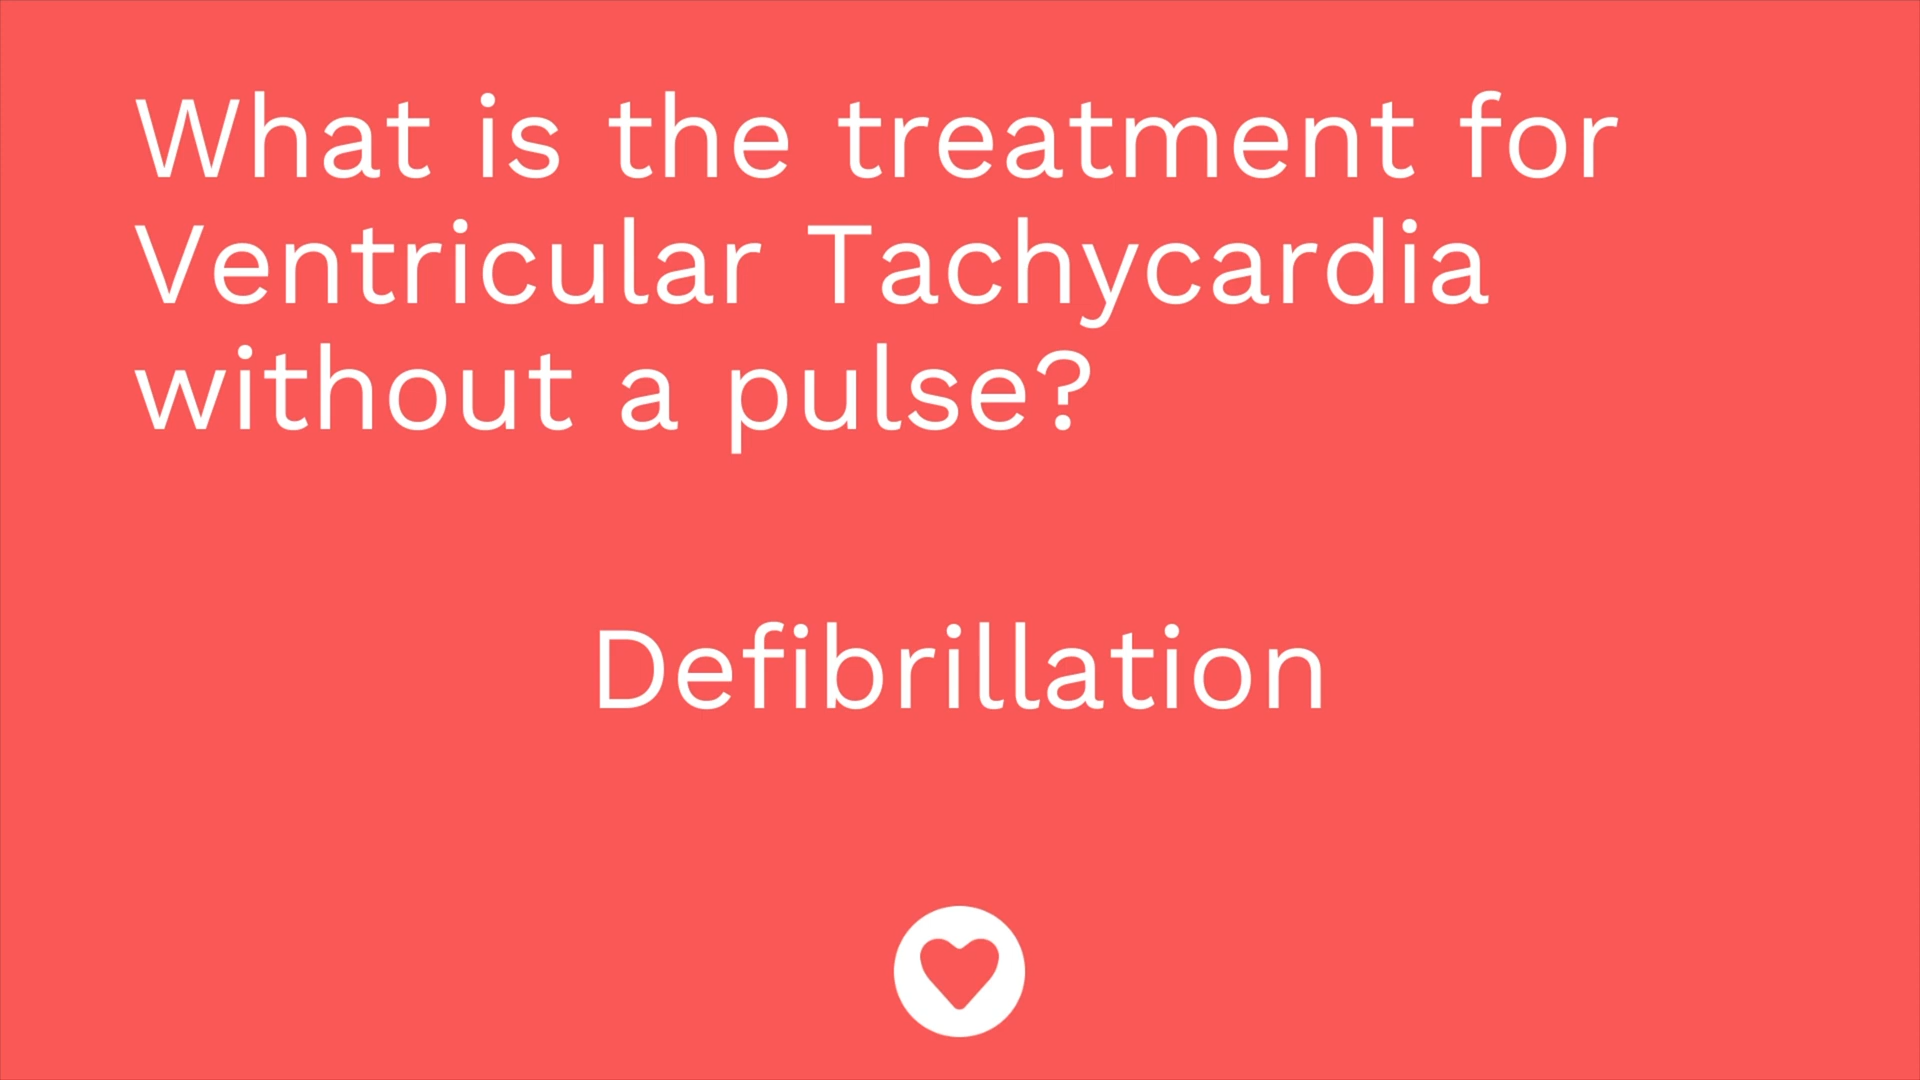 What is the treatment for
Ventricular Tachycardia
without a pulse?
Defibrillation